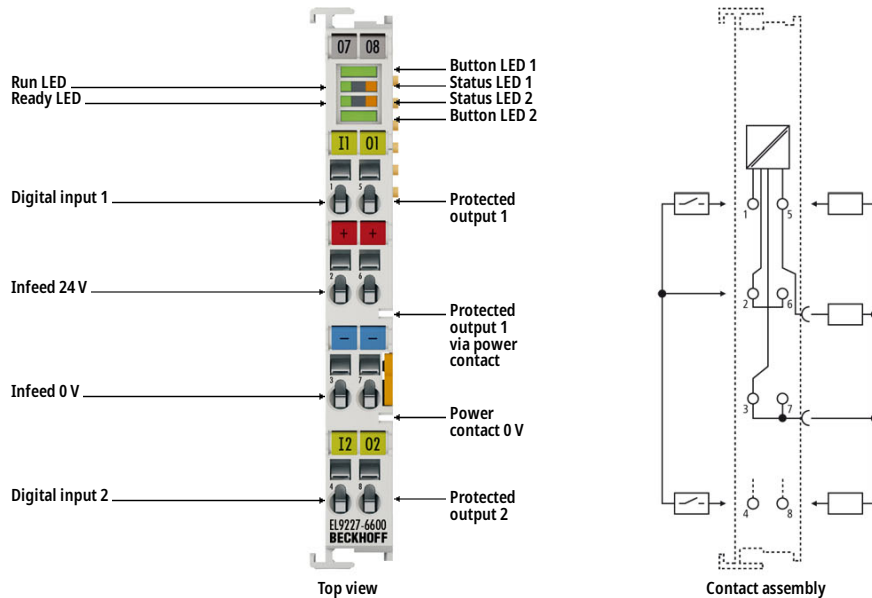 07 08
Button LED 1
Run LED
Status LED 1
Ready LED
Status LED 2
Button LED 2
I1 O1
1 5
Digital input 1
Protected
output 1
+ +
2 6
Infeed 24 V
Protected
output 1
via power
contact
- -
3 7
Infeed 0 V
Power
contact 0 V
I2 O2
4 8
Digital input 2
Protected
output 2
EL9227-6600
BECKHOFF
Top view
1 5
2 6
3 7
4 8
Contact assembly